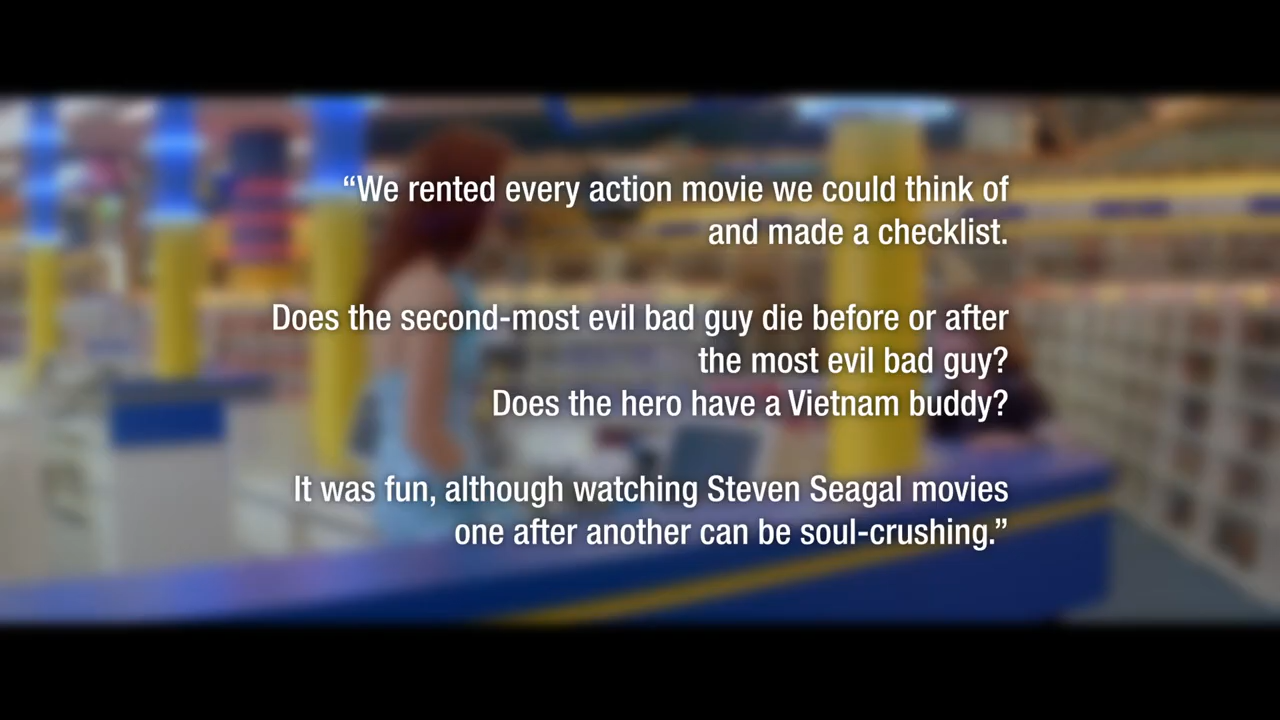 “We rented every action movie we could think of
and made a checklist.
Does the second-most evil bad guy die before or after
the most evil bad guy?
Does the hero have a Vietnam buddy?
It was fun, although watching Steven Seagal movies
one after another can be soul-crushing.”